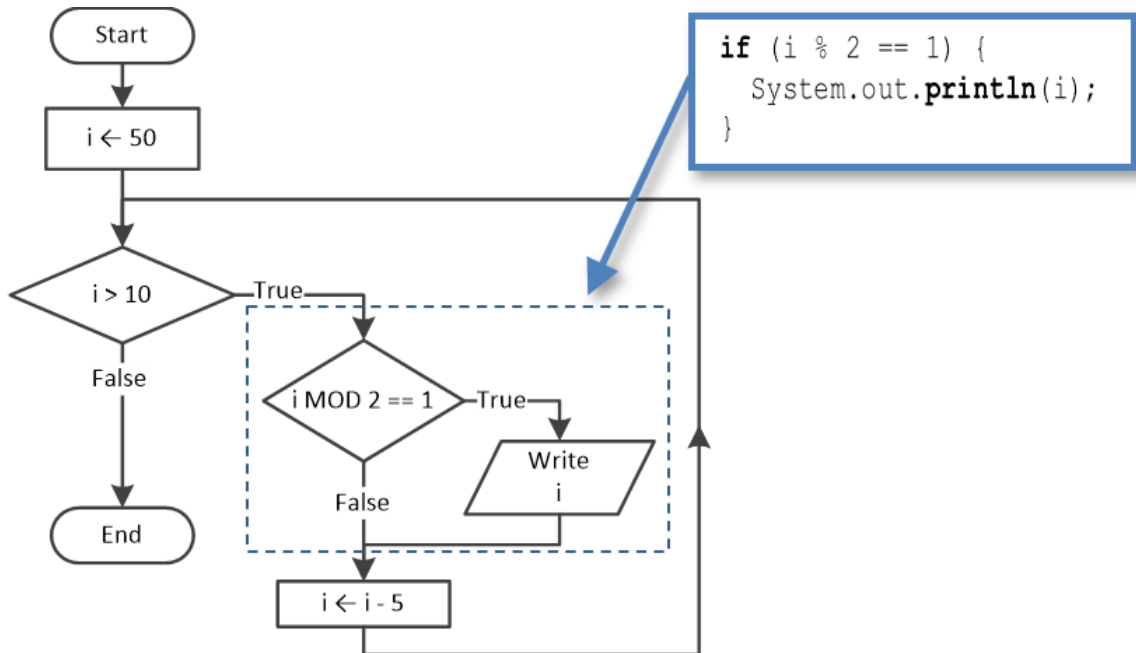 Start
i ← 50
i > 10
True
False
End
i MOD 2 == 1
True
Write
i
False
i ← i - 5
if (i % 2 == 1) {
  System.out.println(i);
}